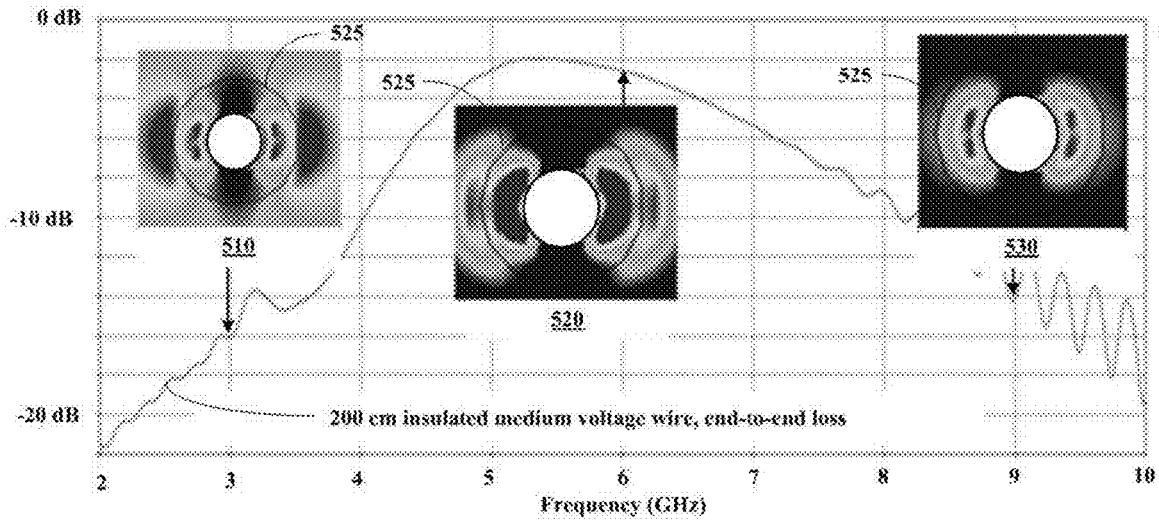 0 dB
525
525
525
-10 dB
510
520
530
-20 dB
200 cm insulated medium voltage wire, end-to-end loss
2 3 4 5 6 7 8 9 10
Frequency (GHz)